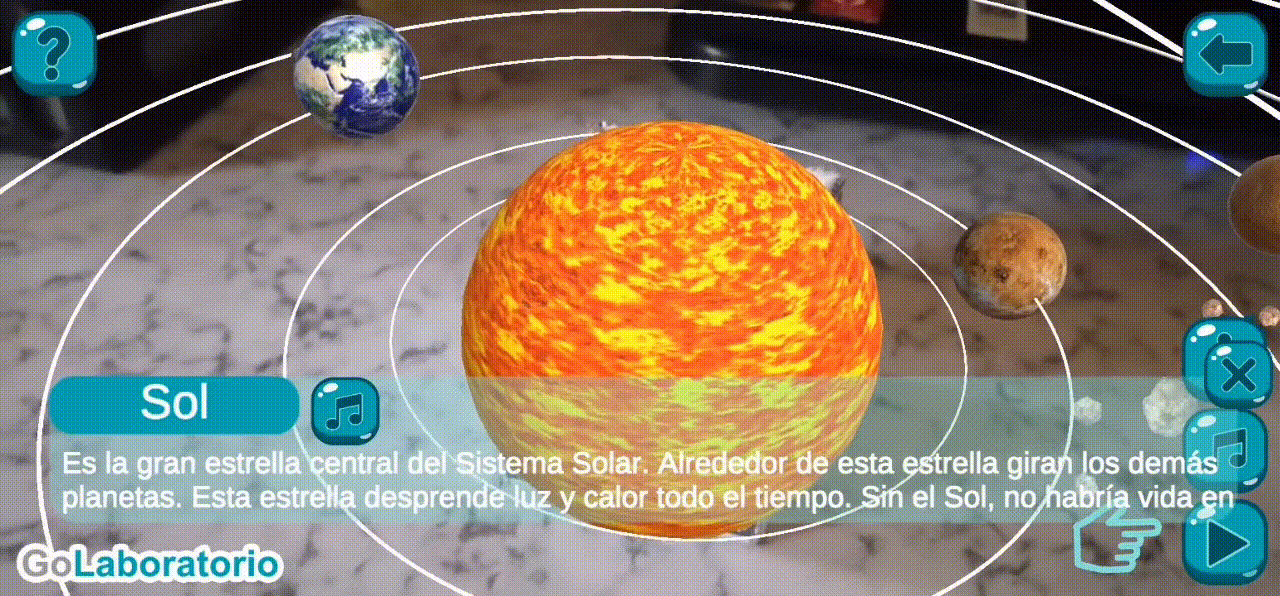 Sol
Es la gran estrella central del Sistema Solar. Alrededor de esta estrella giran los demás
planetas. Esta estrella desprende luz y calor todo el tiempo. Sin el Sol, no habría vida en
GoLaboratorio